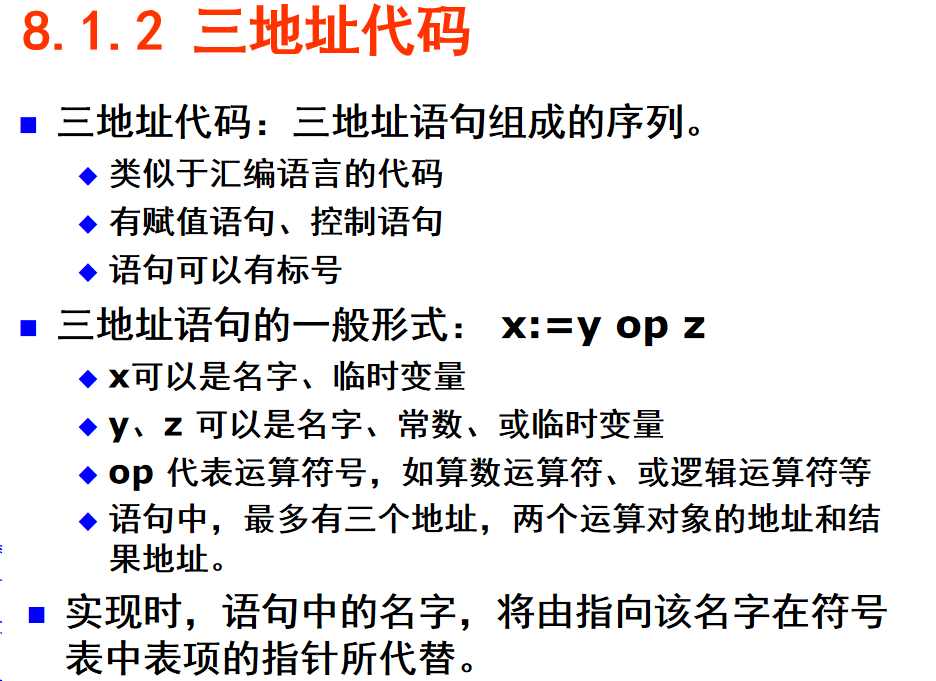 8.1.2 三地址代码
三地址代码：三地址语句组成的序列。
类似于汇编语言的代码
有赋值语句、控制语句
语句可以有标号
三地址语句的一般形式： x:=y op z
x可以是名字、临时变量
y、z 可以是名字、常数、或临时变量
op 代表运算符号，如算数运算符、或逻辑运算符等
语句中，最多有三个地址，两个运算对象的地址和结
果地址。
实现时，语句中的名字，将由指向该名字在符号
表中表项的指针所代替。